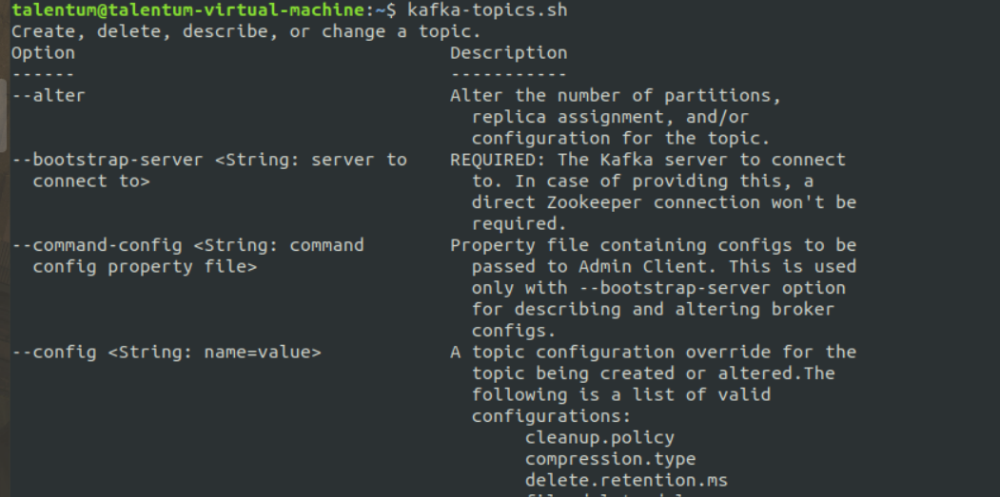 talentum@talentum-virtual-machine:~$ kafka-topics.sh
Create, delete, describe, or change a topic.
Option                                   Description
------                                   -----------
--alter                                  Alter the number of partitions,
                                           replica assignment, and/or
                                           configuration for the topic.
--bootstrap-server <String: server to    REQUIRED: The Kafka server to connect
  connect to>                              to. In case of providing this, a
                                           direct Zookeeper connection won't be
                                           required.
--command-config <String: command        Property file containing configs to be
  config property file>                    passed to Admin Client. This is used
                                           only with --bootstrap-server option
                                           for describing and altering broker
                                           configs.
--config <String: name=value>            A topic configuration override for the
                                           topic being created or altered.The
                                           following is a list of valid
                                           configurations:
                                                cleanup.policy
                                                compression.type
                                                delete.retention.ms